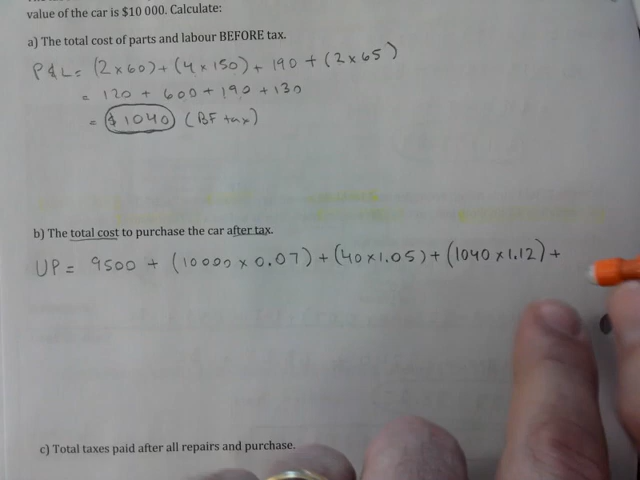 value of the car is $10 000. Calculate:
a) The total cost of parts and labour BEFORE tax.
P&L = (2 x 60) + (4 x 150) + 190 + (2 x 65)
= 120 + 600 + 190 + 130
= $1040 (BF tax)
b) The total cost to purchase the car after tax.
UP = 9500 + (10000 x 0.07) + (40 x 1.05) + (1040 x 1.12) +
c) Total taxes paid after all repairs and purchase.